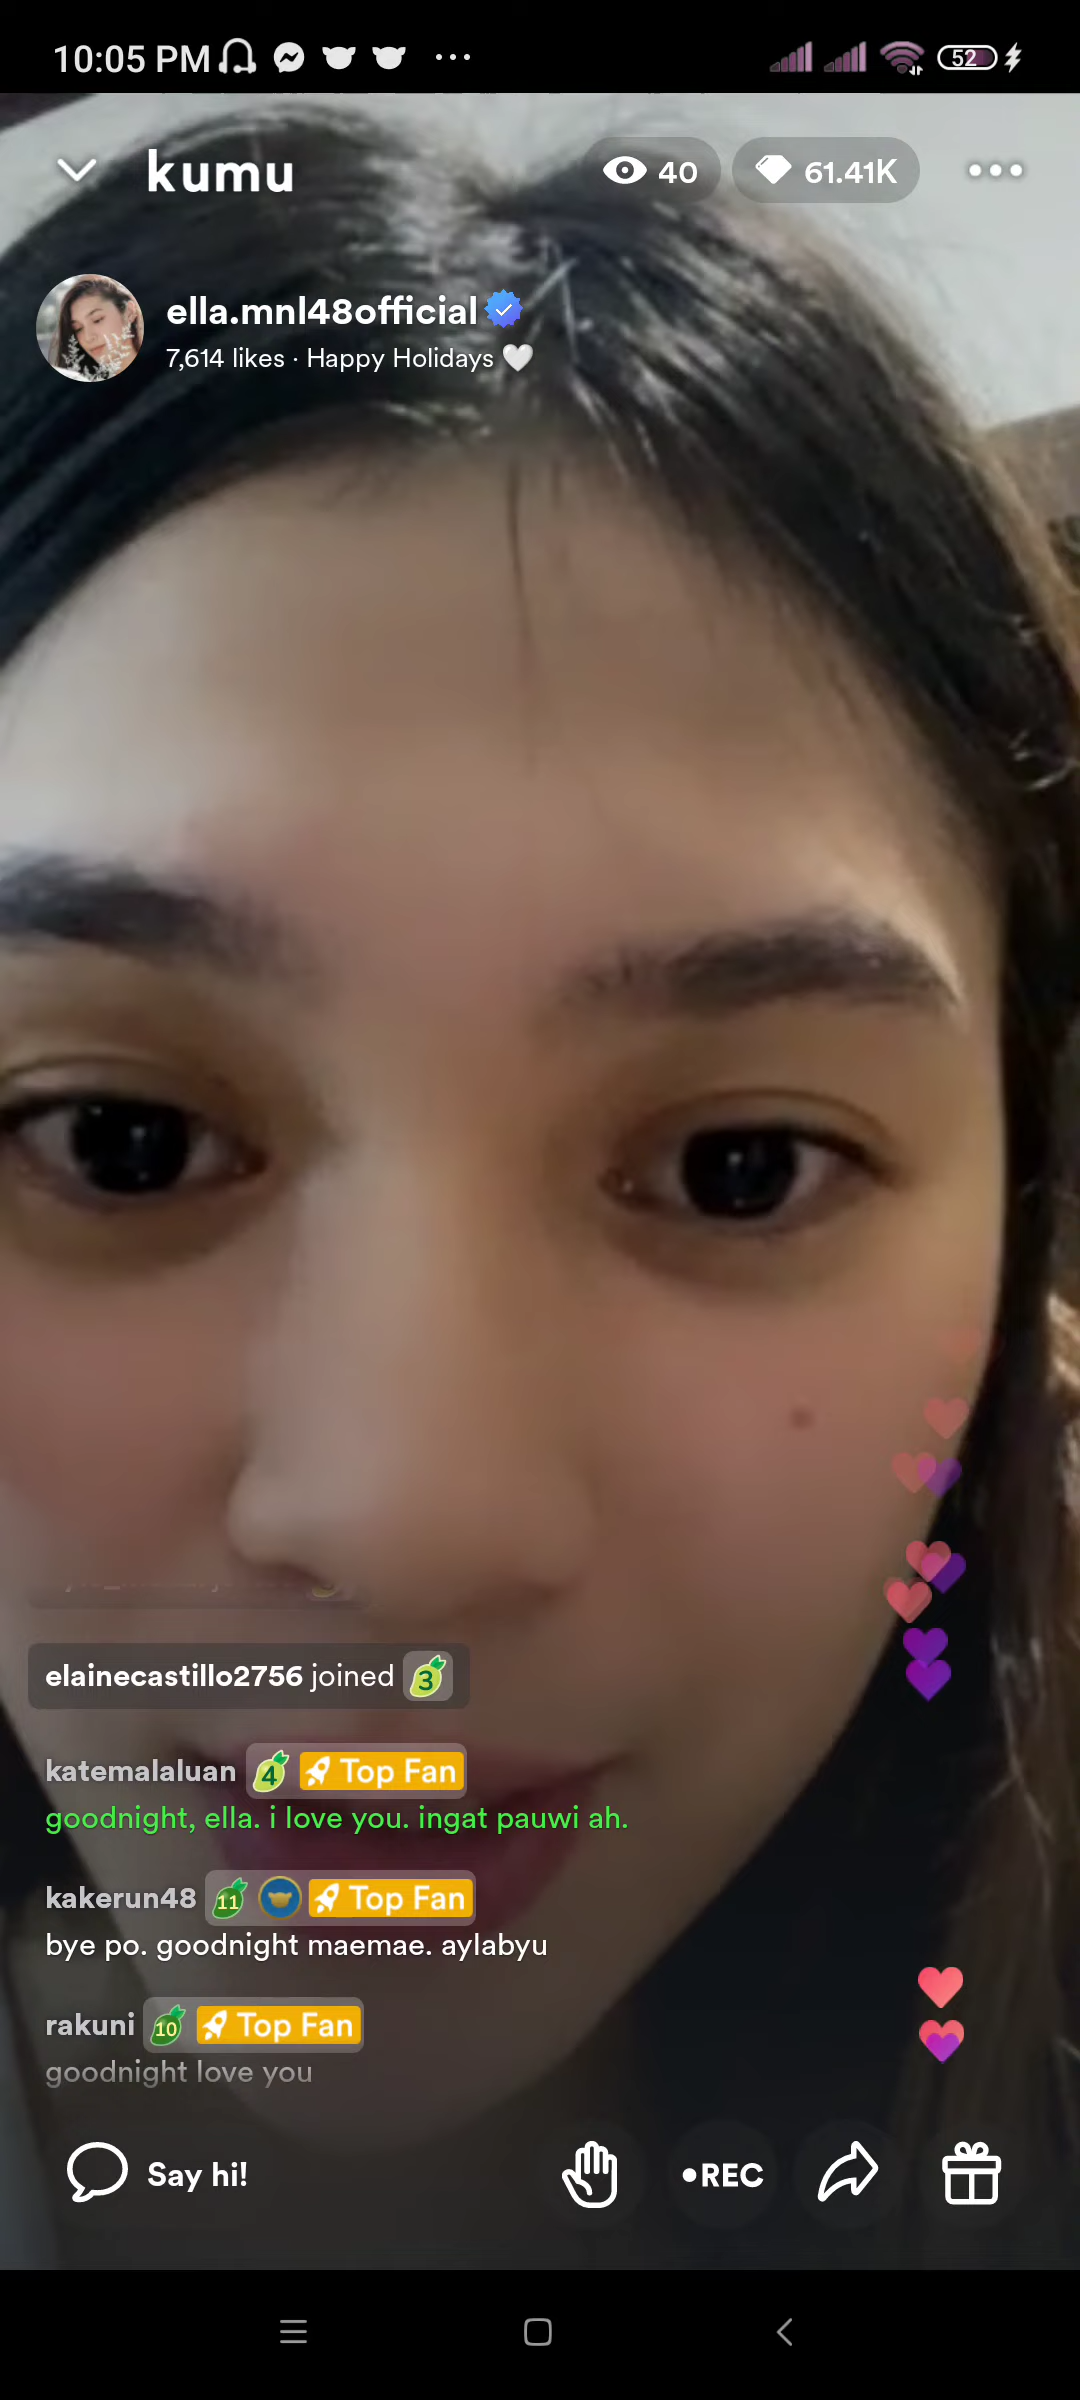 10:05 PM
52
kumu
40
61.41K
ella.mnl48official
7,614 likes · Happy Holidays 🤍
elainecastillo2756 joined 3
katemalaluan 4 Top Fan
goodnight, ella. i love you. ingat pauwi ah.
kakerun48 11 Top Fan
bye po. goodnight maemae. aylabyu
rakuni 10 Top Fan
goodnight love you
Say hi!
•REC